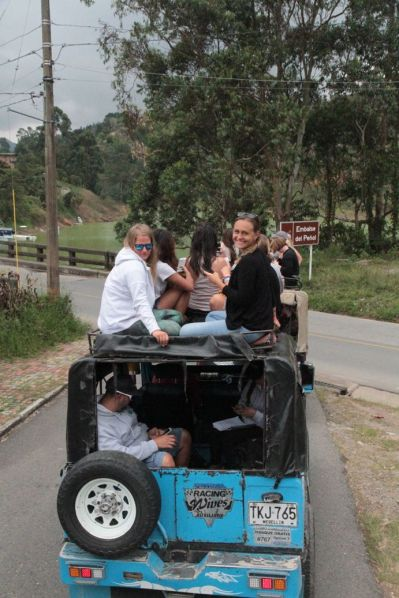 Embalse
del Peñol
RACING
Wives
TKJ-765
MEDELLIN